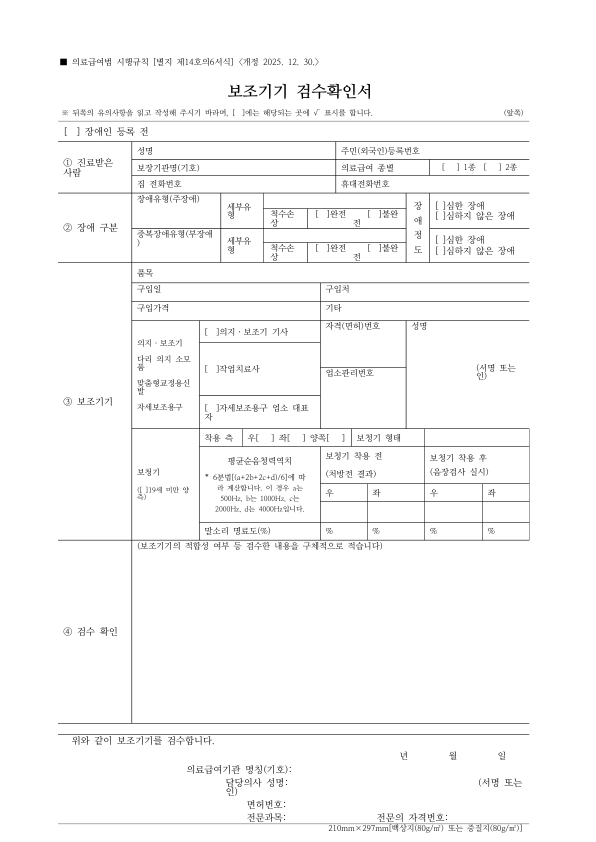 ■ 의료급여법 시행규칙 [별지 제14호의6서식] 〈개정 2025. 12. 30.〉
보조기기 검수확인서
※ 뒤쪽의 유의사항을 읽고 작성해 주시기 바라며, [ ]에는 해당되는 곳에 √ 표시를 합니다. (앞쪽)
[ ] 장애인 등록 전
① 진료받은
사람
성명
주민(외국인)등록번호
보장기관명(기호)
의료급여 종별
[ ] 1종 [ ] 2종
집 전화번호
휴대전화번호
② 장애 구분
장애유형(주장애)
세부유
형
척수손
상
[ ]완전 [ ]불완
전
장
애
정
도
[ ]심한 장애
[ ]심하지 않은 장애
중복장애유형(부장애
)
세부유
형
척수손
상
[ ]완전 [ ]불완
전
[ ]심한 장애
[ ]심하지 않은 장애
③ 보조기기
품목
구입일
구입처
구입가격
기타
의지ㆍ보조기
다리 의지 소모
품
맞춤형교정용신
발
자세보조용구
[ ]의지ㆍ보조기 기사
[ ]작업치료사
[ ]자세보조용구 업소 대표
자
자격(면허)번호
업소관리번호
성명
(서명 또는
인)
보청기
([ ]19세 미만 양
측)
착용 측
우[ ] 좌[ ] 양쪽[ ]
보청기 형태
평균순음청력역치
* 6분법[(a+2b+2c+d)/6]에 따
라 계산합니다. 이 경우 a는
500Hz, b는 1000Hz, c는
2000Hz, d는 4000Hz입니다.
보청기 착용 전
(처방전 결과)
보청기 착용 후
(음장검사 실시)
우
좌
우
좌
말소리 명료도(%)
%
%
%
%
④ 검수 확인
(보조기기의 적합성 여부 등 검수한 내용을 구체적으로 적습니다)
위와 같이 보조기기를 검수합니다.
년 월 일
의료급여기관 명칭(기호):
담당의사 성명: (서명 또는
인)
면허번호:
전문과목: 전문의 자격번호:
210mm×297mm[백상지(80g/㎡) 또는 중질지(80g/㎡)]